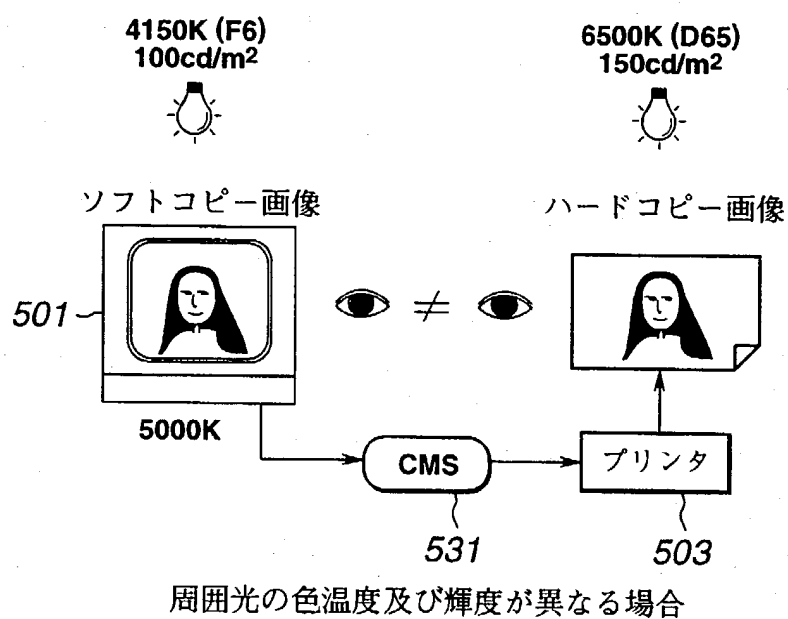 4150K (F6)
100cd/m2
6500K (D65)
150cd/m2
ソフトコピー画像
ハードコピー画像
501
≠
5000K
CMS
プリンタ
531
503
周囲光の色温度及び輝度が異なる場合